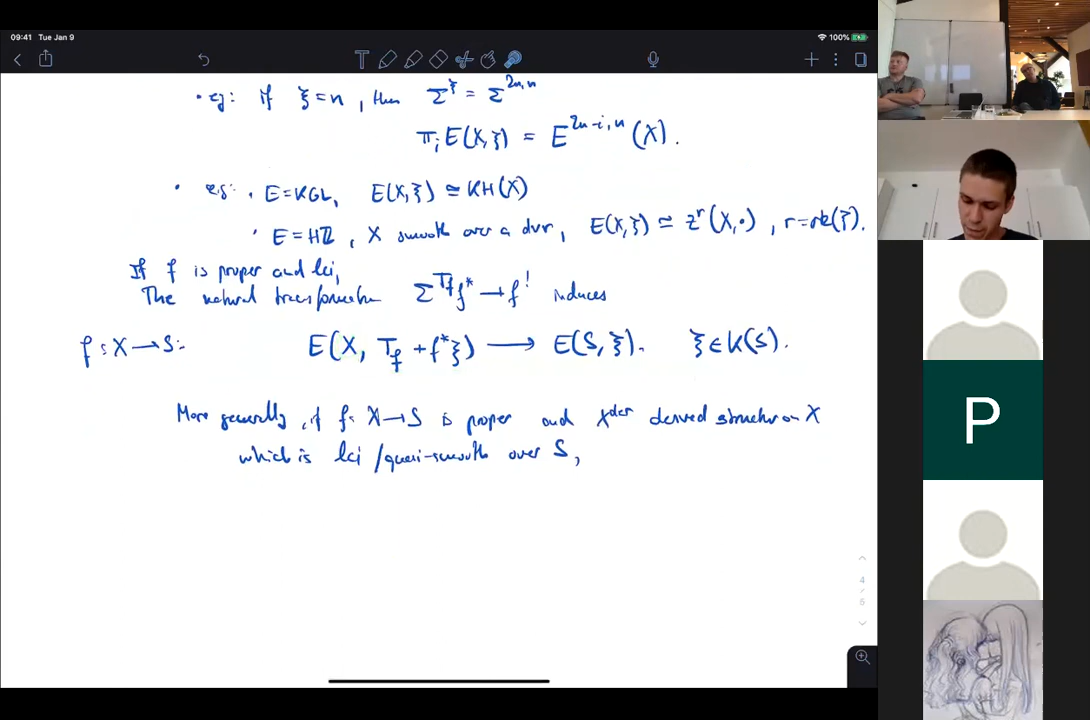 09:41 Tue Jan 9
100%
• eg: if ξ = n, then Σ^ξ = Σ^{2n,n}
π_i E(X,ξ) = E^{2n-i,n}(X).
• eg: · E = KGL, E(X,ξ) ≃ KH(X)
· E = Hℤ, X smooth over a dvr, E(X,ξ) ≃ z^r(X,•), r = rk(ξ).
If f is proper and lci,
The natural transformation Σ^{T_f} f^* → f^! induces
f: X → S: E(X, T_f + f^*ξ) → E(S,ξ). ξ ∈ K(S).
More generally, if f: X → S is proper and X^{der} derived structure on X
which is lci / quasi-smooth over S,
4
/
5
P